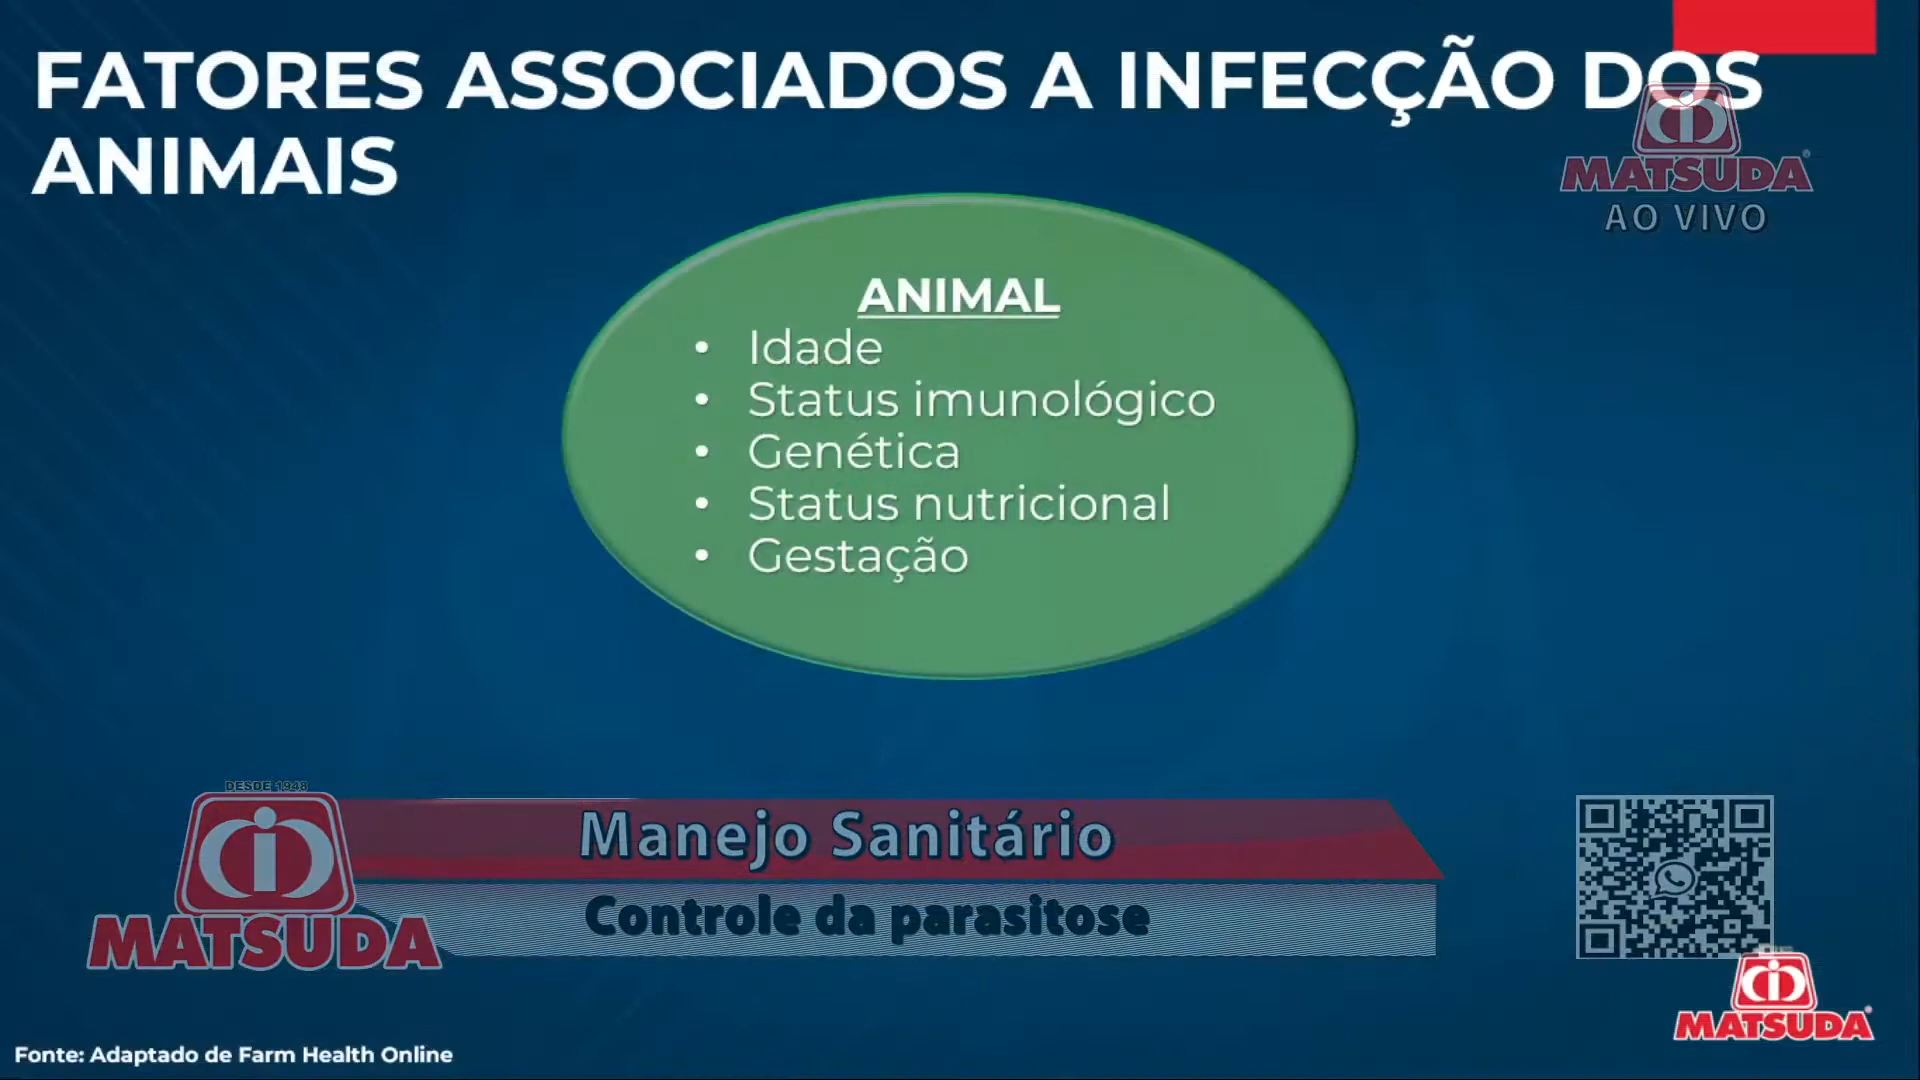 FATORES ASSOCIADOS A INFECÇÃO DOS
ANIMAIS
MATSUDA®
AO VIVO
ANIMAL
• Idade
• Status imunológico
• Genética
• Status nutricional
• Gestação
DESDE 1948
MATSUDA
Manejo Sanitário
Controle da parasitose
MATSUDA®
Fonte: Adaptado de Farm Health Online